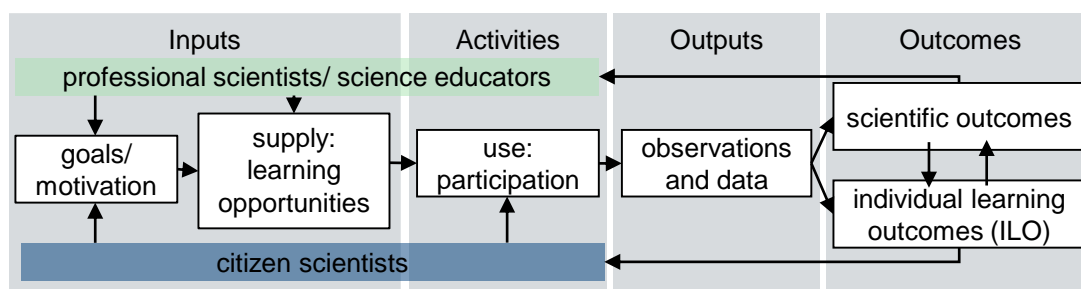 Inputs
Activities
Outputs
Outcomes
professional scientists/ science educators
goals/
motivation
supply:
learning
opportunities
use:
participation
observations
and data
scientific outcomes
individual learning
outcomes (ILO)
citizen scientists